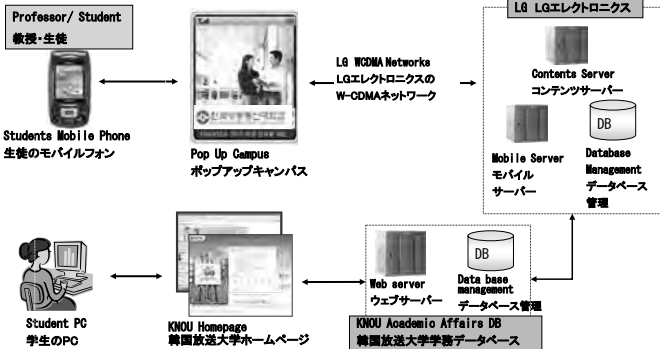 Professor/ Student
教授・生徒
Students Mobile Phone
生徒のモバイルフォン
Pop Up Campus
ポップアップキャンパス
LG WCDMA Networks
LGエレクトロニクスの
W-CDMAネットワーク
LG LGエレクトロニクス
Contents Server
コンテンツサーバー
DB
Mobile Server
モバイル
サーバー
Database
Management
データベース
管理
Student PC
学生のPC
KNOU Homepage
韓国放送大学ホームページ
Web server
ウェブサーバー
DB
Data base
management
データベース管理
KNOU Academic Affairs DB
韓国放送大学学務データベース